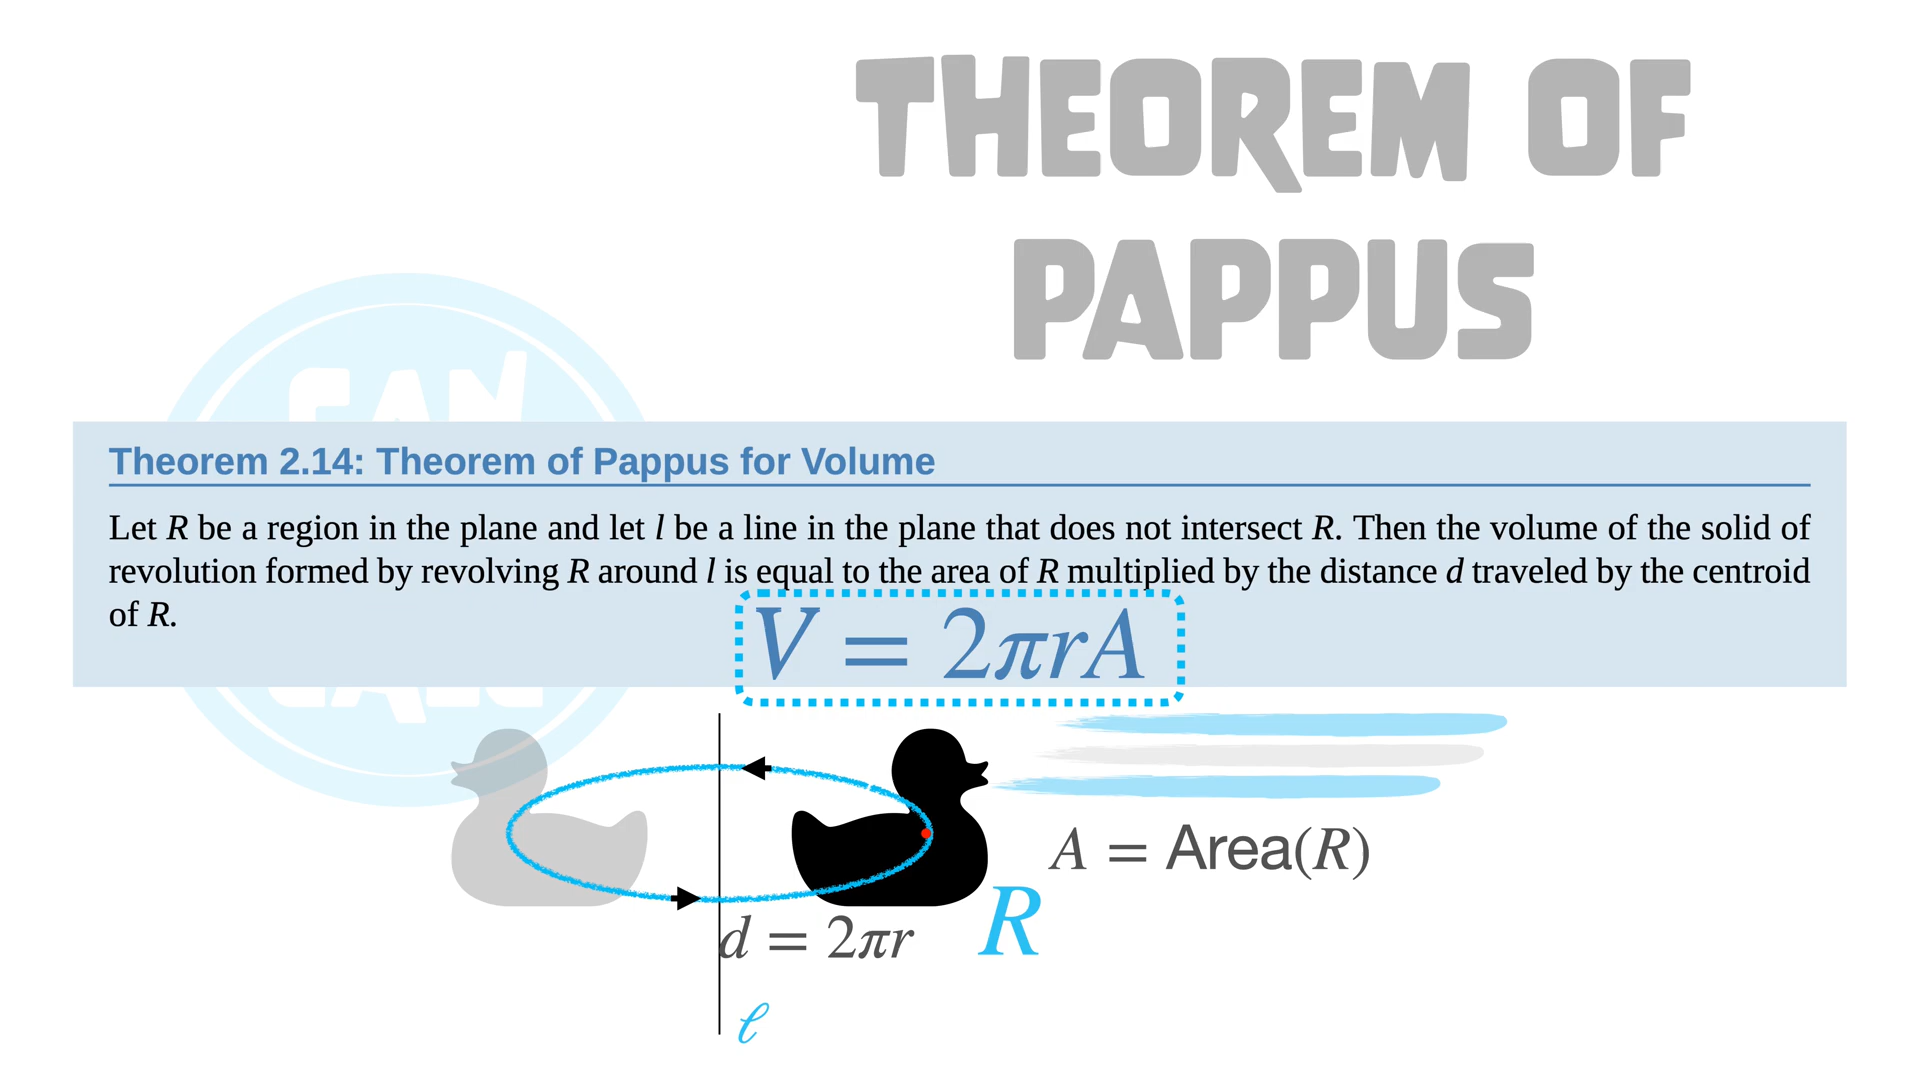 THEOREM OF
PAPPUS
CAN
Theorem 2.14: Theorem of Pappus for Volume
Let R be a region in the plane and let l be a line in the plane that does not intersect R. Then the volume of the solid of
revolution formed by revolving R around l is equal to the area of R multiplied by the distance d traveled by the centroid
of R.
V = 2πrA
A = Area(R)
R
d = 2πr
ℓ